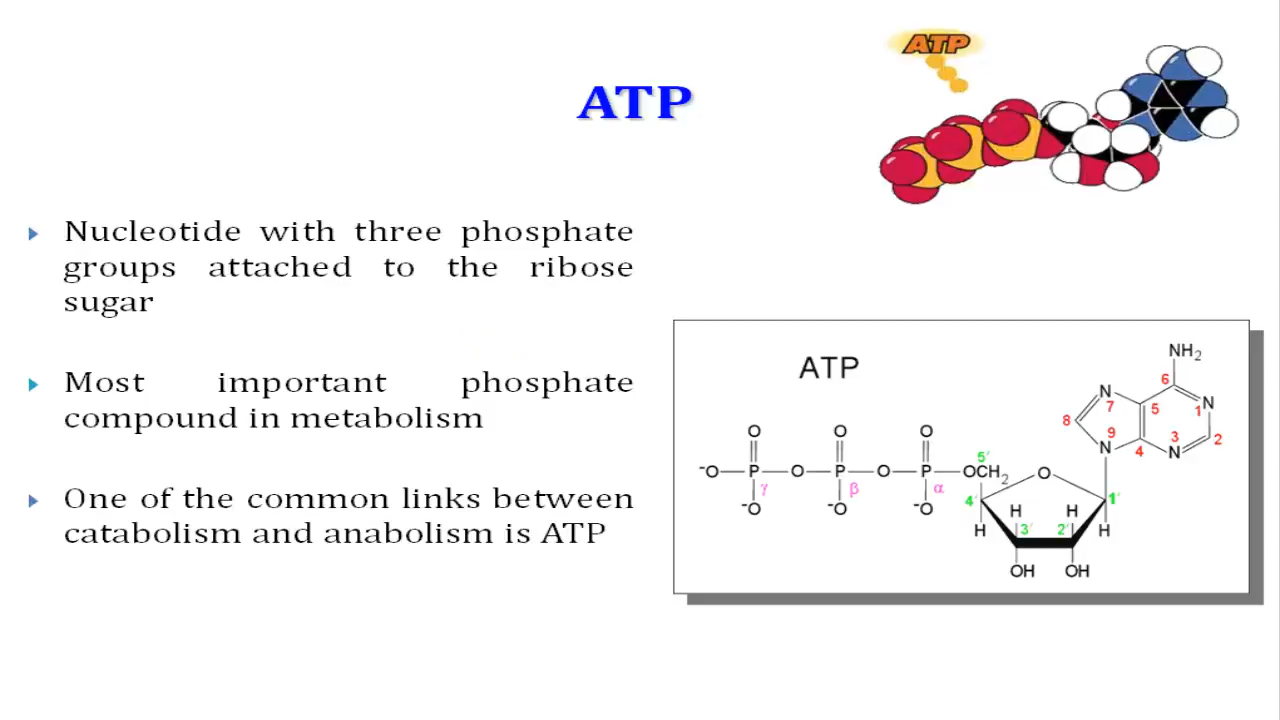 ATP
ATP
Nucleotide with three phosphate
groups attached to the ribose
sugar
Most important phosphate
compound in metabolism
One of the common links between
catabolism and anabolism is ATP
ATP
NH2
6
N
7
5
1
N
8
9
N
4
3
N
2
O O O
⁻O P O P O P OCH2 5′ O
γ β α
⁻O ⁻O ⁻O
4′ 1′
H H H H
3′ 2′
OH OH